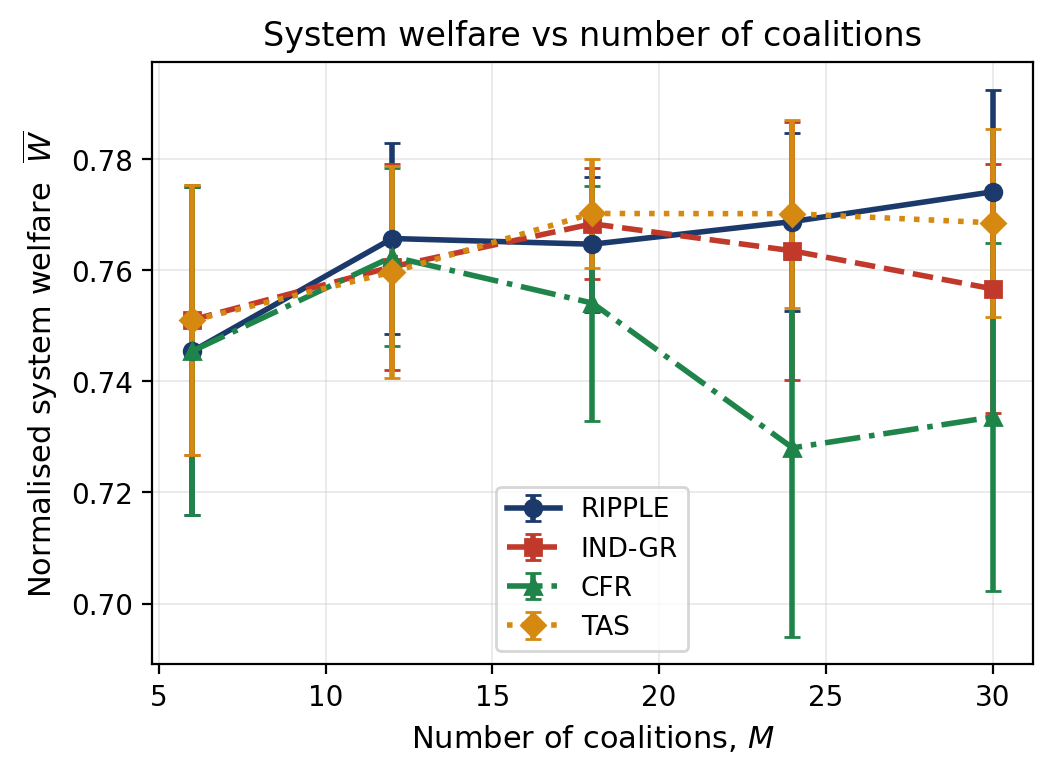 System welfare vs number of coalitions
Normalised system welfare W̅
0.78
0.76
0.74
0.72
0.70
RIPPLE
IND-GR
CFR
TAS
5 10 15 20 25 30
Number of coalitions, M